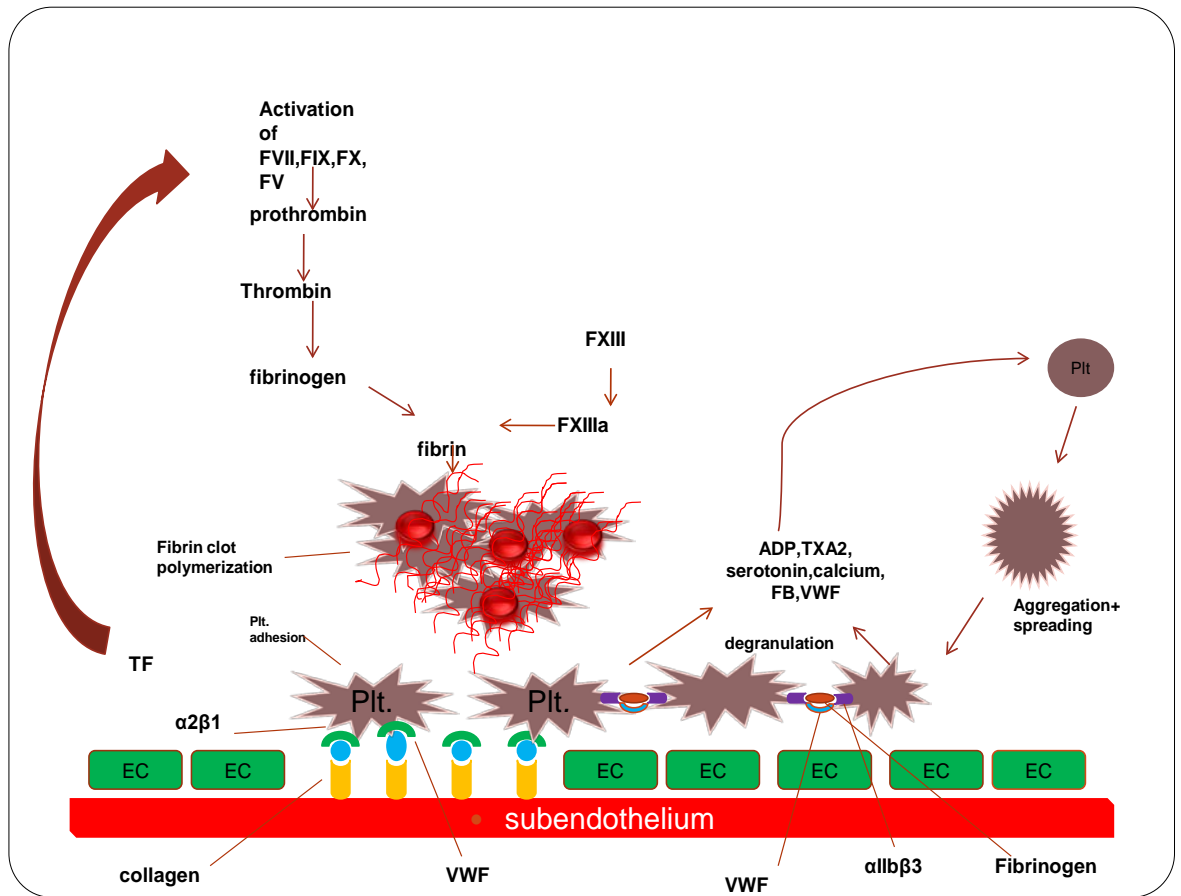 Activation
of
FVII,FIX,FX,
FV
prothrombin
Thrombin
fibrinogen
FXIII
FXIIIa
fibrin
Plt
Fibrin clot
polymerization
ADP,TXA2,
serotonin,calcium,
FB,VWF
Aggregation+
spreading
Plt.
adhesion
degranulation
TF
Plt.
Plt.
α2β1
EC
EC
EC
EC
EC
EC
EC
subendothelium
collagen
VWF
VWF
αIIbβ3
Fibrinogen